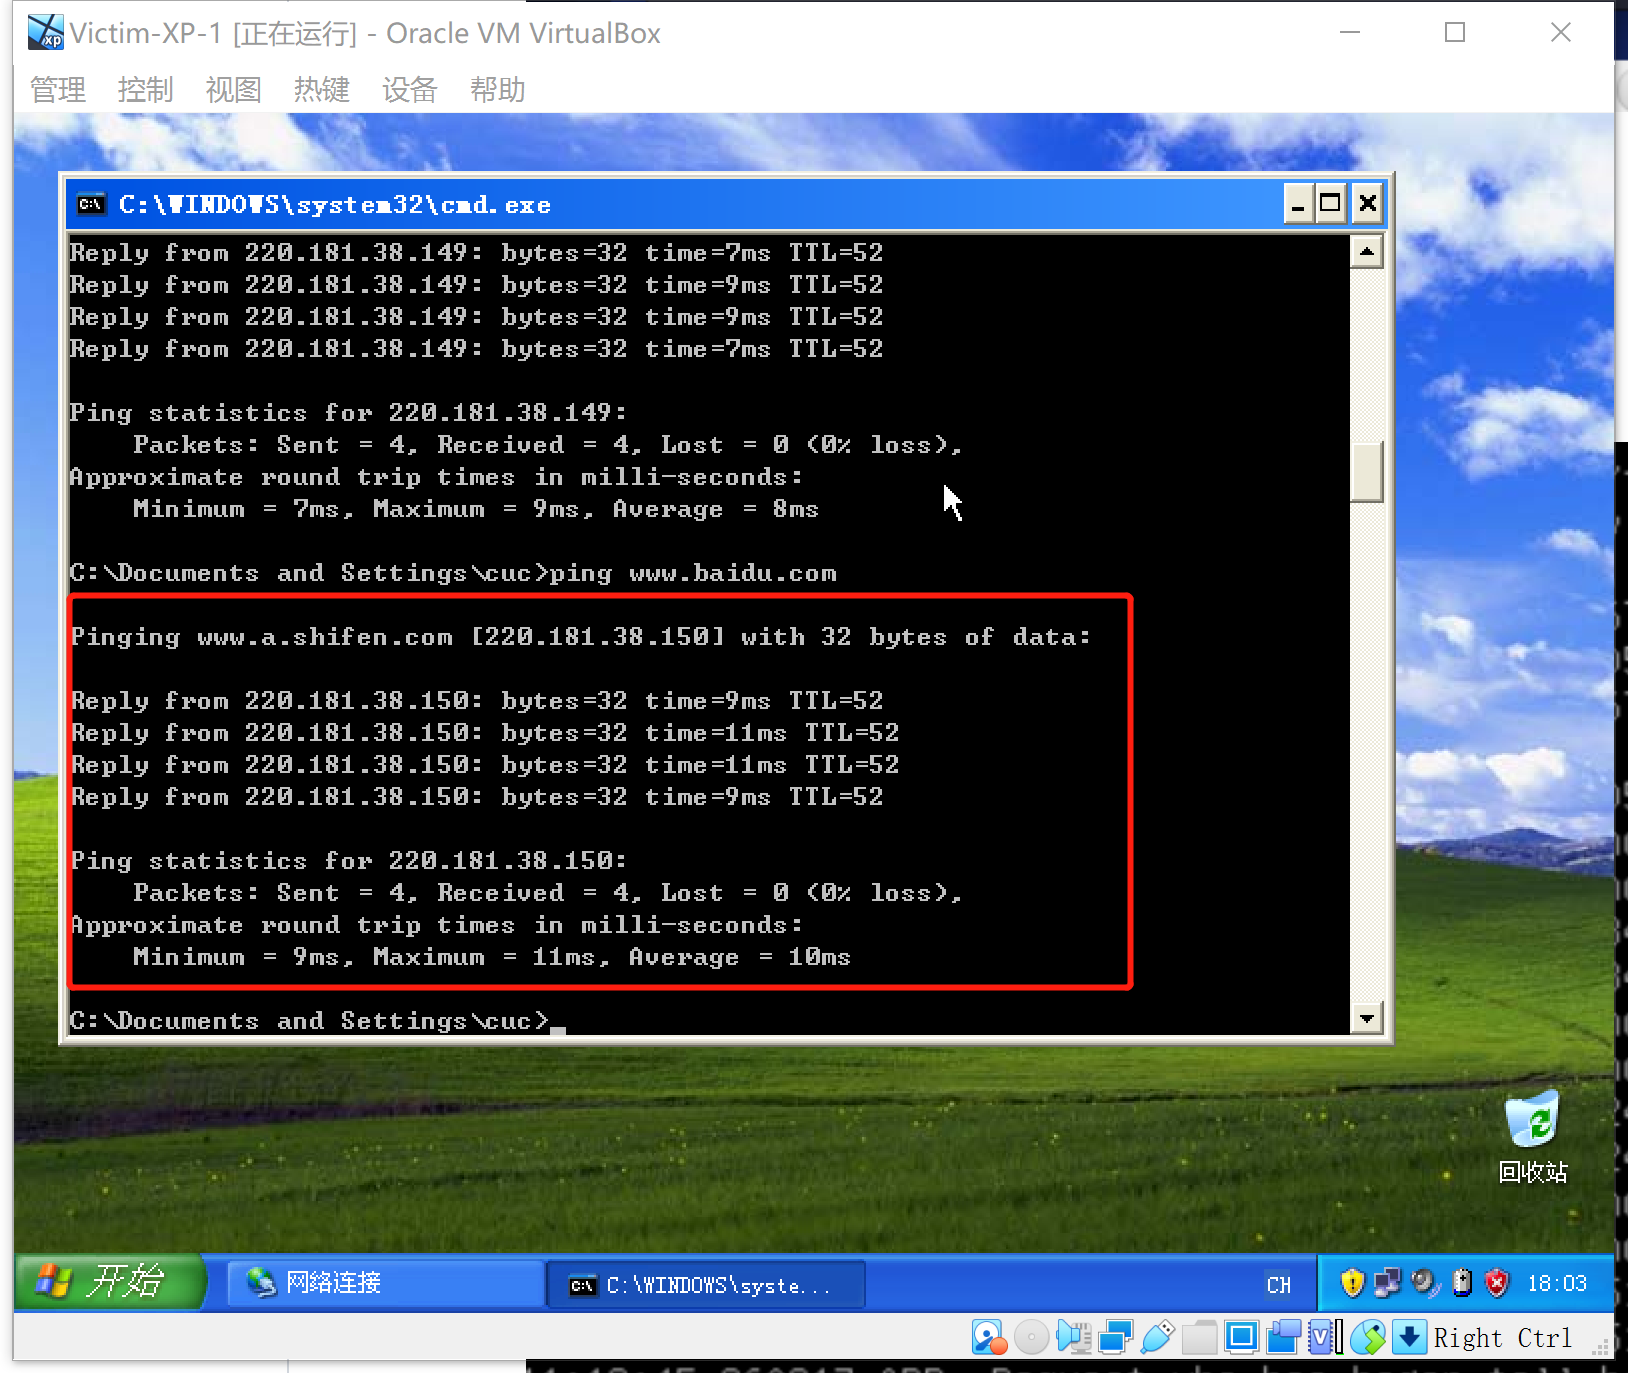 Victim-XP-1 [正在运行] - Oracle VM VirtualBox
管理 控制 视图 热键 设备 帮助
C:\WINDOWS\system32\cmd.exe
Reply from 220.181.38.149: bytes=32 time=7ms TTL=52
Reply from 220.181.38.149: bytes=32 time=9ms TTL=52
Reply from 220.181.38.149: bytes=32 time=9ms TTL=52
Reply from 220.181.38.149: bytes=32 time=7ms TTL=52
Ping statistics for 220.181.38.149:
Packets: Sent = 4, Received = 4, Lost = 0 (0% loss),
Approximate round trip times in milli-seconds:
Minimum = 7ms, Maximum = 9ms, Average = 8ms
C:\Documents and Settings\cuc>ping www.baidu.com
Pinging www.a.shifen.com [220.181.38.150] with 32 bytes of data:
Reply from 220.181.38.150: bytes=32 time=9ms TTL=52
Reply from 220.181.38.150: bytes=32 time=11ms TTL=52
Reply from 220.181.38.150: bytes=32 time=11ms TTL=52
Reply from 220.181.38.150: bytes=32 time=9ms TTL=52
Ping statistics for 220.181.38.150:
Packets: Sent = 4, Received = 4, Lost = 0 (0% loss),
Approximate round trip times in milli-seconds:
Minimum = 9ms, Maximum = 11ms, Average = 10ms
C:\Documents and Settings\cuc>_
回收站
开始 网络连接 C:\WINDOWS\syste... CH 18:03
Right Ctrl